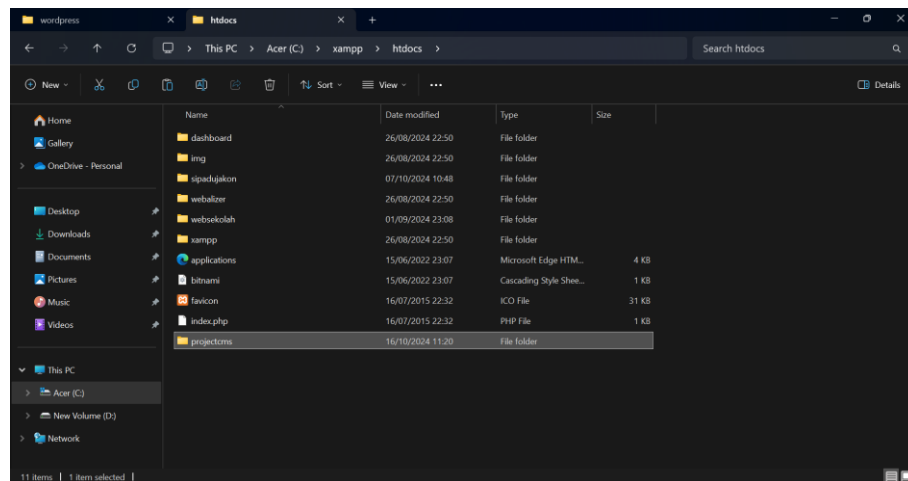 wordpress
htdocs
This PC > Acer (C:) > xampp > htdocs >
Search htdocs
New
Sort
View
Details
Home
Gallery
OneDrive - Personal
Desktop
Downloads
Documents
Pictures
Music
Videos
This PC
Acer (C:)
New Volume (D:)
Network
Name Date modified Type Size
dashboard 26/08/2024 22:50 File folder
img 26/08/2024 22:50 File folder
sipadujakon 07/10/2024 10:48 File folder
webalizer 26/08/2024 22:50 File folder
websekolah 01/09/2024 23:08 File folder
xampp 26/08/2024 22:50 File folder
applications 15/06/2022 23:07 Microsoft Edge HTM... 4 KB
bitnami 15/06/2022 23:07 Cascading Style Shee... 1 KB
favicon 16/07/2015 22:32 ICO File 31 KB
index.php 16/07/2015 22:32 PHP File 1 KB
projectcms 16/10/2024 11:20 File folder
11 items 1 item selected